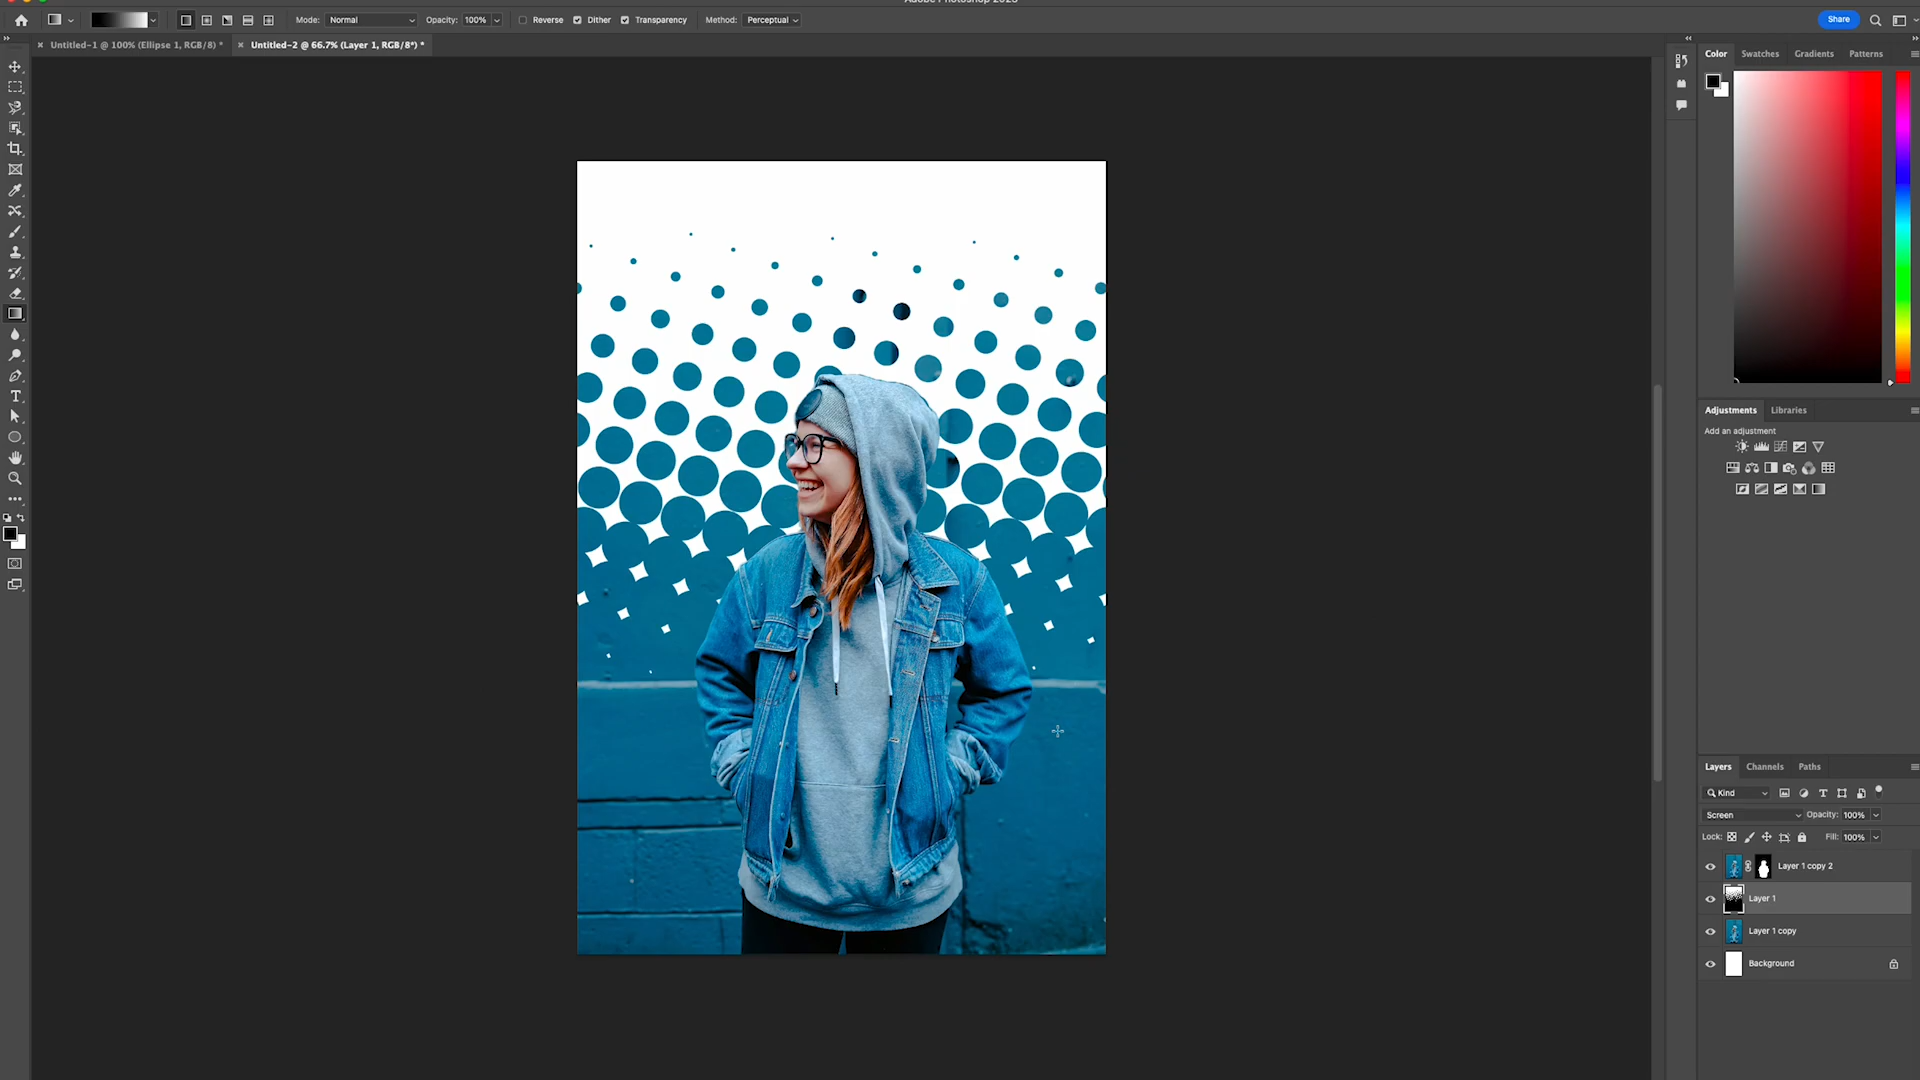 Adobe Photoshop 2023
Mode: Normal Opacity: 100% Reverse Dither Transparency Method: Perceptual Share
Untitled-1 @ 100% (Ellipse 1, RGB/8) * Untitled-2 @ 66.7% (Layer 1, RGB/8*) *
Color Swatches Gradients Patterns
Adjustments Libraries
Add an adjustment
Layers Channels Paths
Kind
Screen Opacity: 100%
Lock: Fill: 100%
Layer 1 copy 2
Layer 1
Layer 1 copy
Background